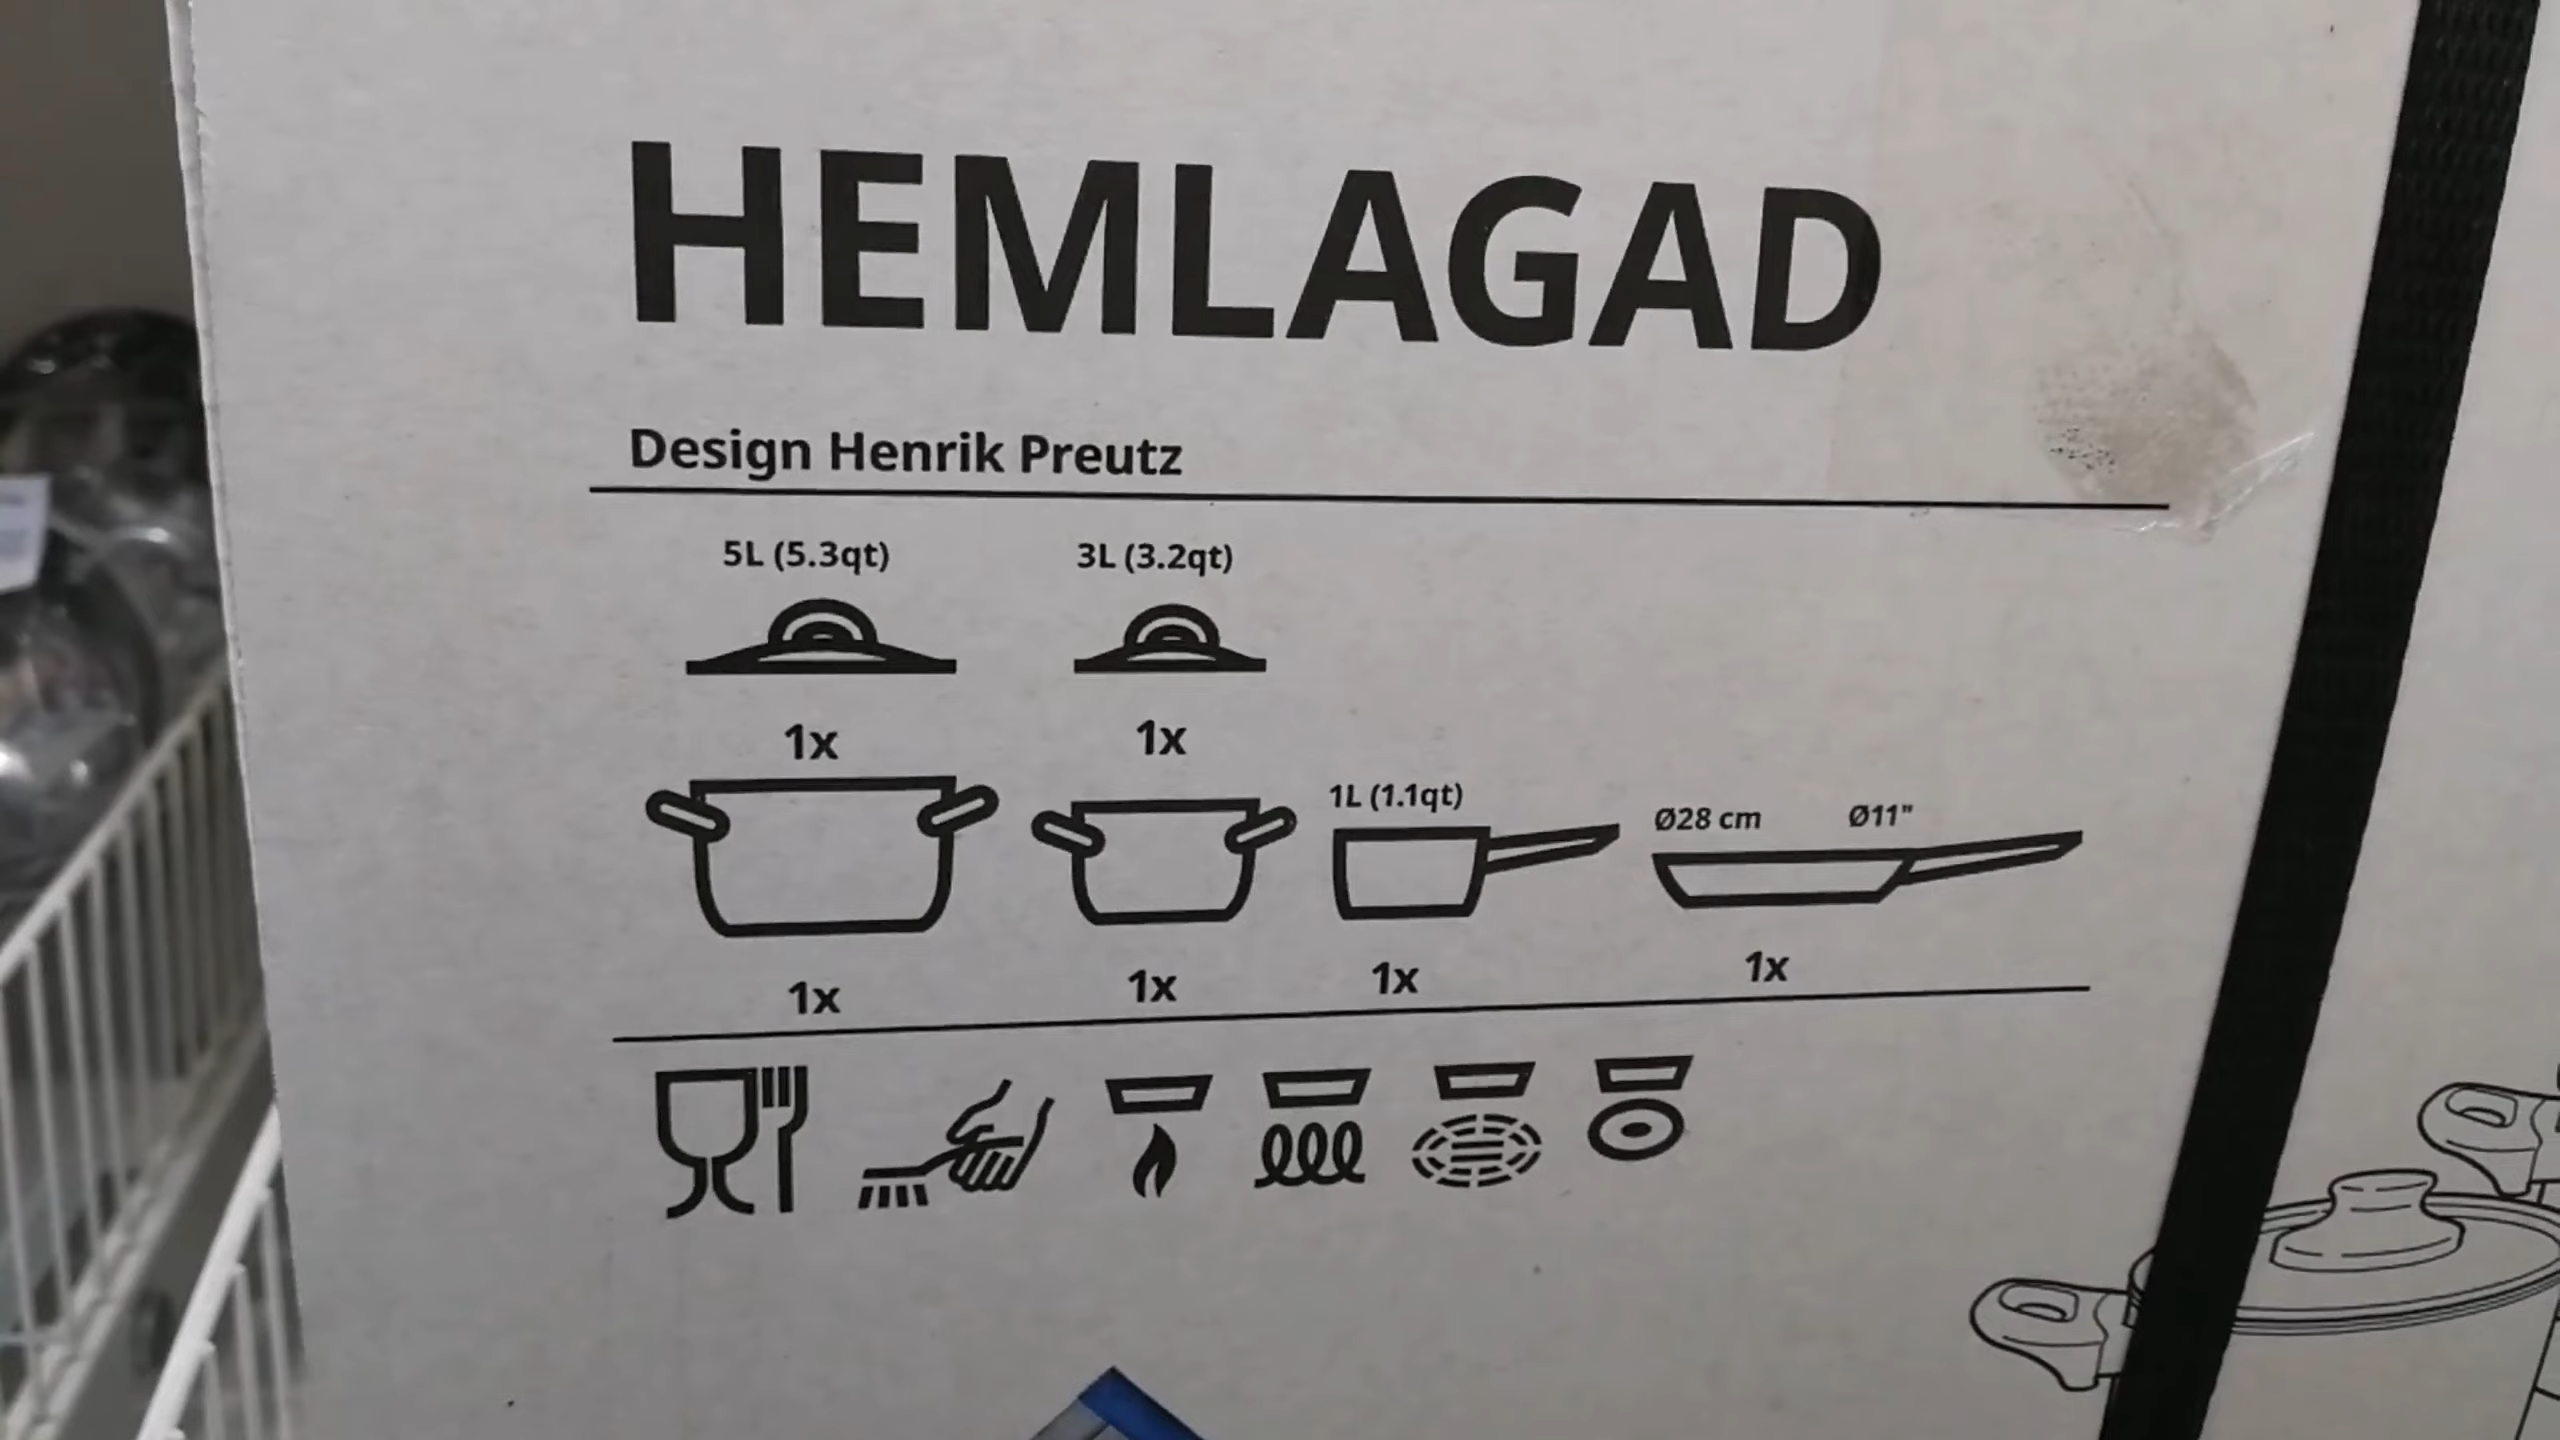 HEMLAGAD
Design Henrik Preutz
5L (5.3qt) 3L (3.2qt)
1x 1x
1L (1.1qt) Ø28 cm Ø11"
1x 1x 1x 1x